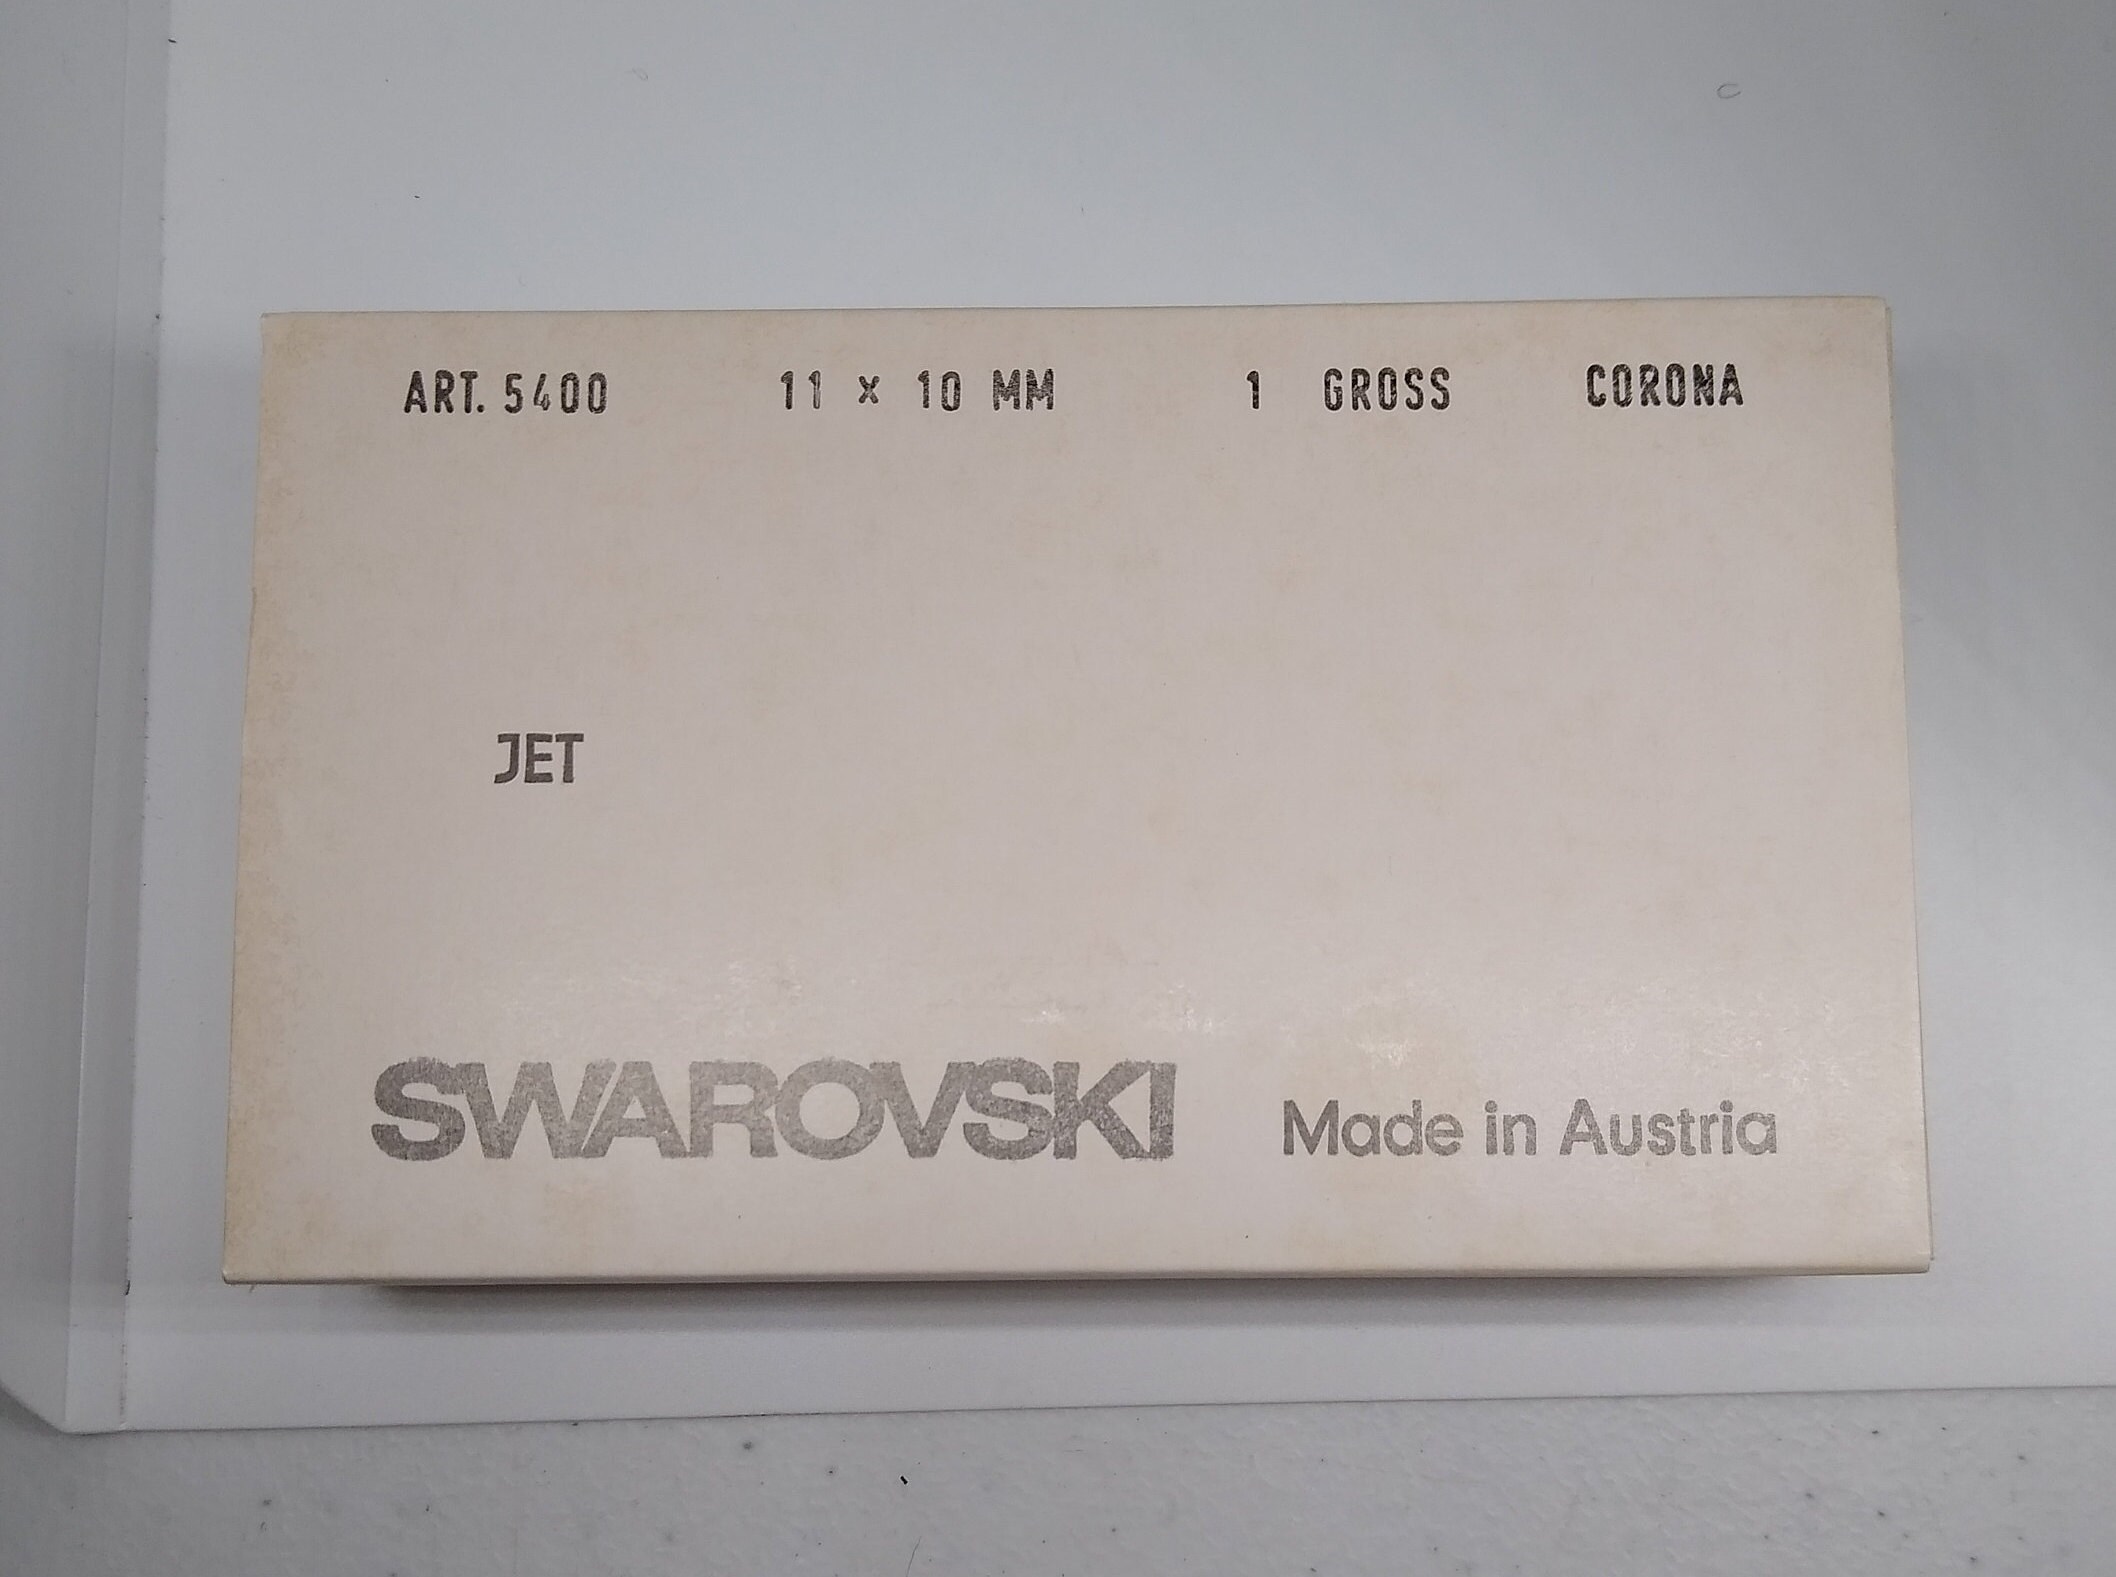 ART. 5400 11 x 10 MM 1 GROSS CORONA
JET
SWAROVSKI Made in Austria